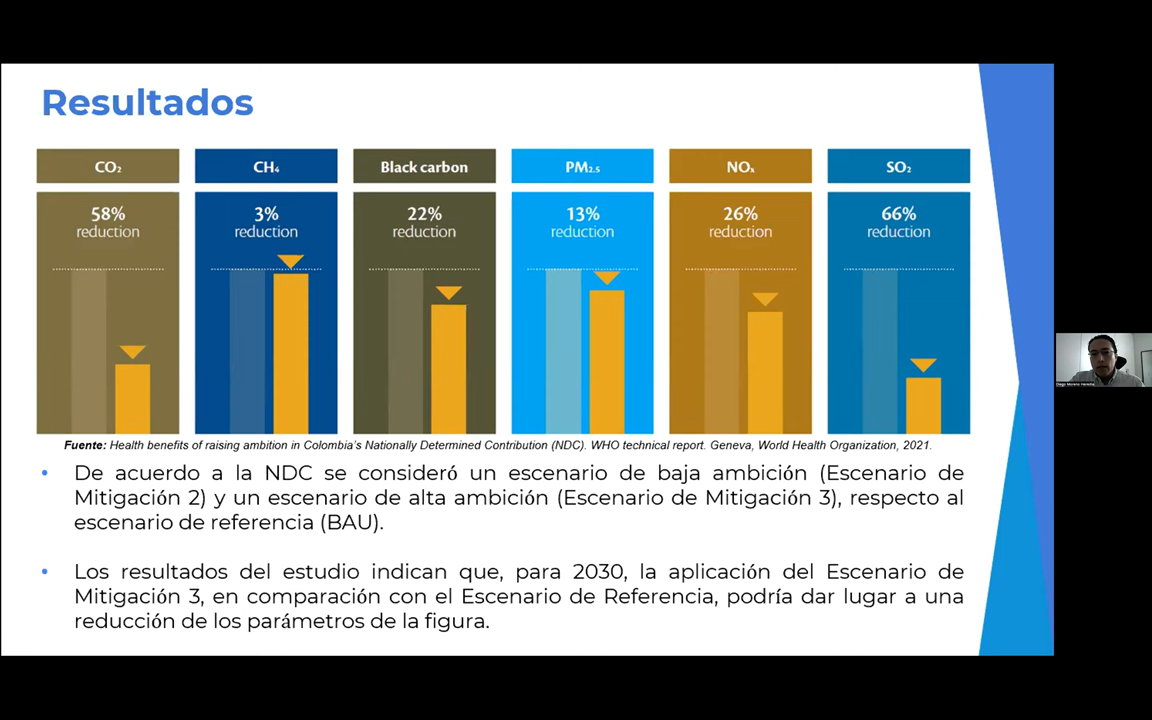 Resultados
CO₂ CH₄ Black carbon PM₂.₅ NOₓ SO₂
58% 3% 22% 13% 26% 66%
reduction reduction reduction reduction reduction reduction
Fuente: Health benefits of raising ambition in Colombia's Nationally Determined Contribution (NDC). WHO technical report. Geneva, World Health Organization, 2021.
• De acuerdo a la NDC se consideró un escenario de baja ambición (Escenario de
Mitigación 2) y un escenario de alta ambición (Escenario de Mitigación 3), respecto al
escenario de referencia (BAU).
• Los resultados del estudio indican que, para 2030, la aplicación del Escenario de
Mitigación 3, en comparación con el Escenario de Referencia, podría dar lugar a una
reducción de los parámetros de la figura.
Diego Moreno Heredia